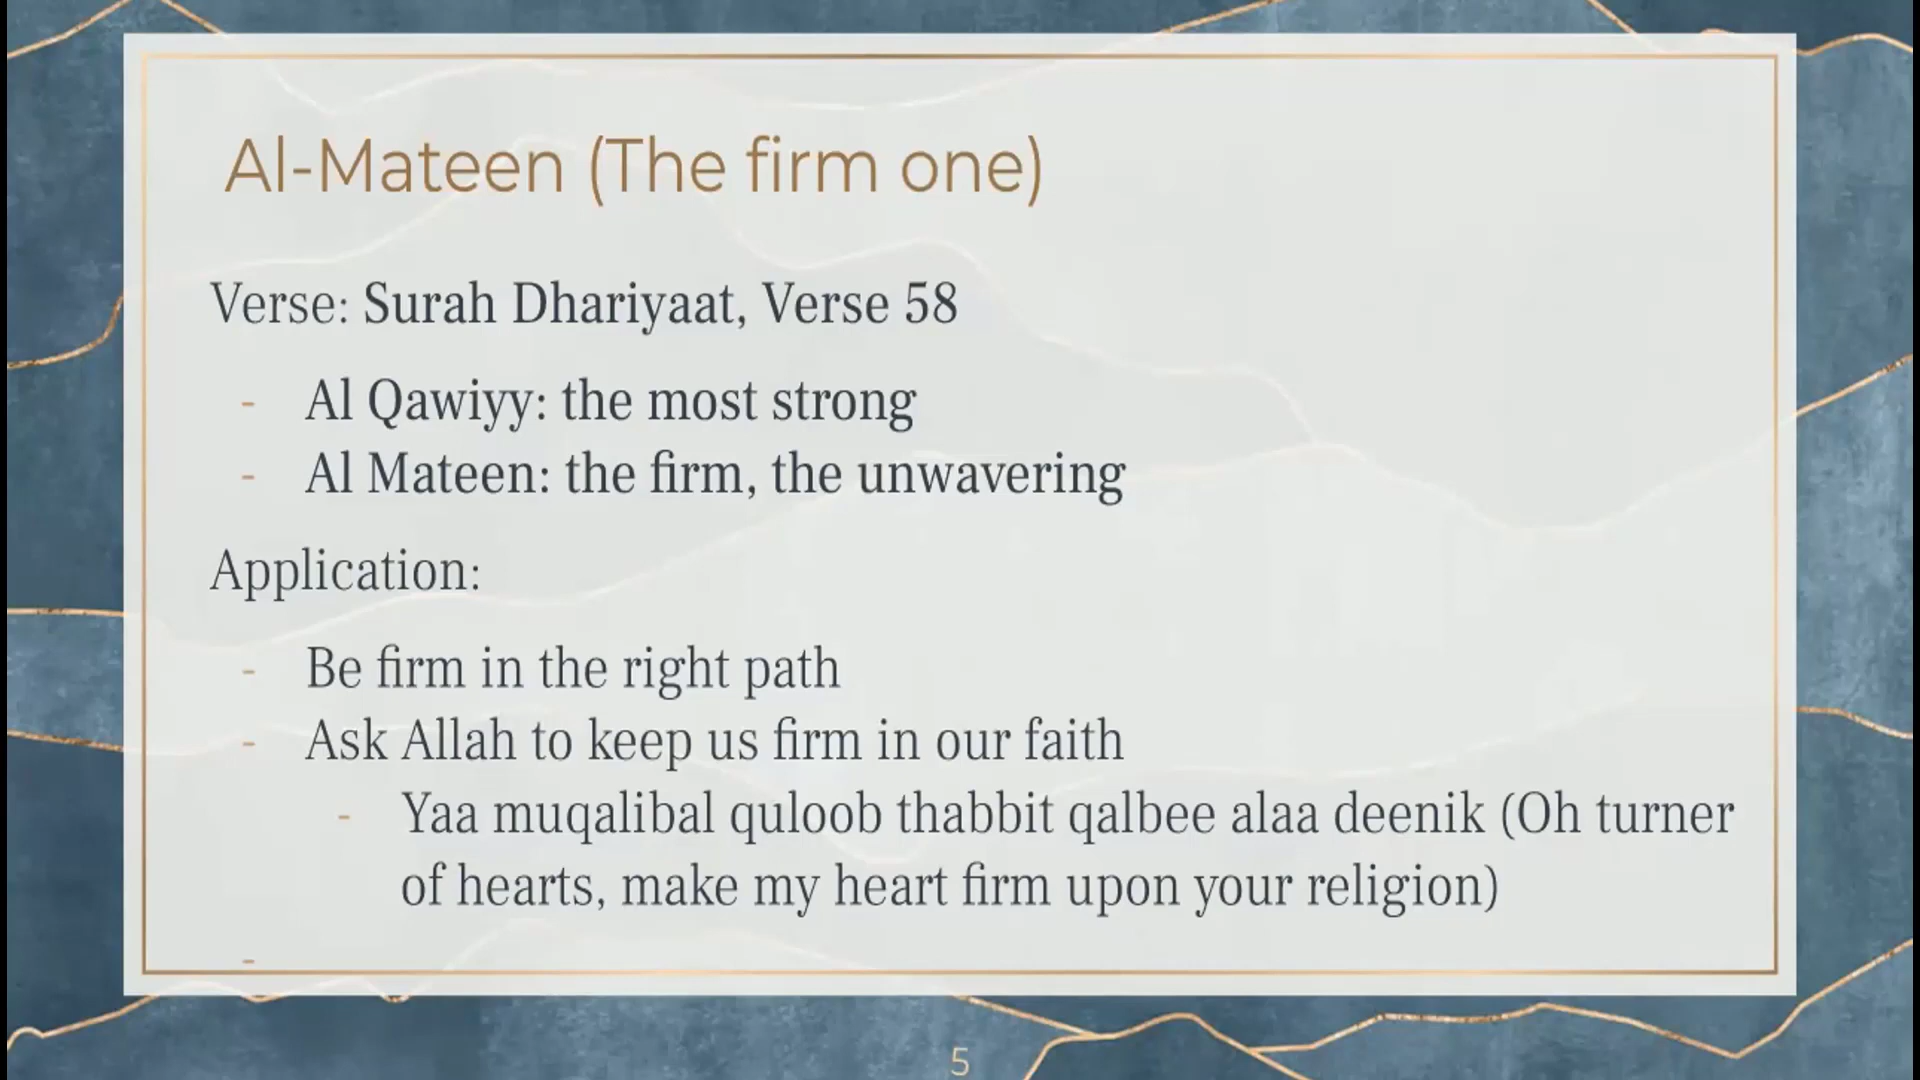 Al-Mateen (The firm one)
Verse: Surah Dhariyaat, Verse 58
- Al Qawiyy: the most strong
- Al Mateen: the firm, the unwavering
Application:
- Be firm in the right path
- Ask Allah to keep us firm in our faith
- Yaa muqalibal quloob thabbit qalbee alaa deenik (Oh turner
of hearts, make my heart firm upon your religion)
-
5